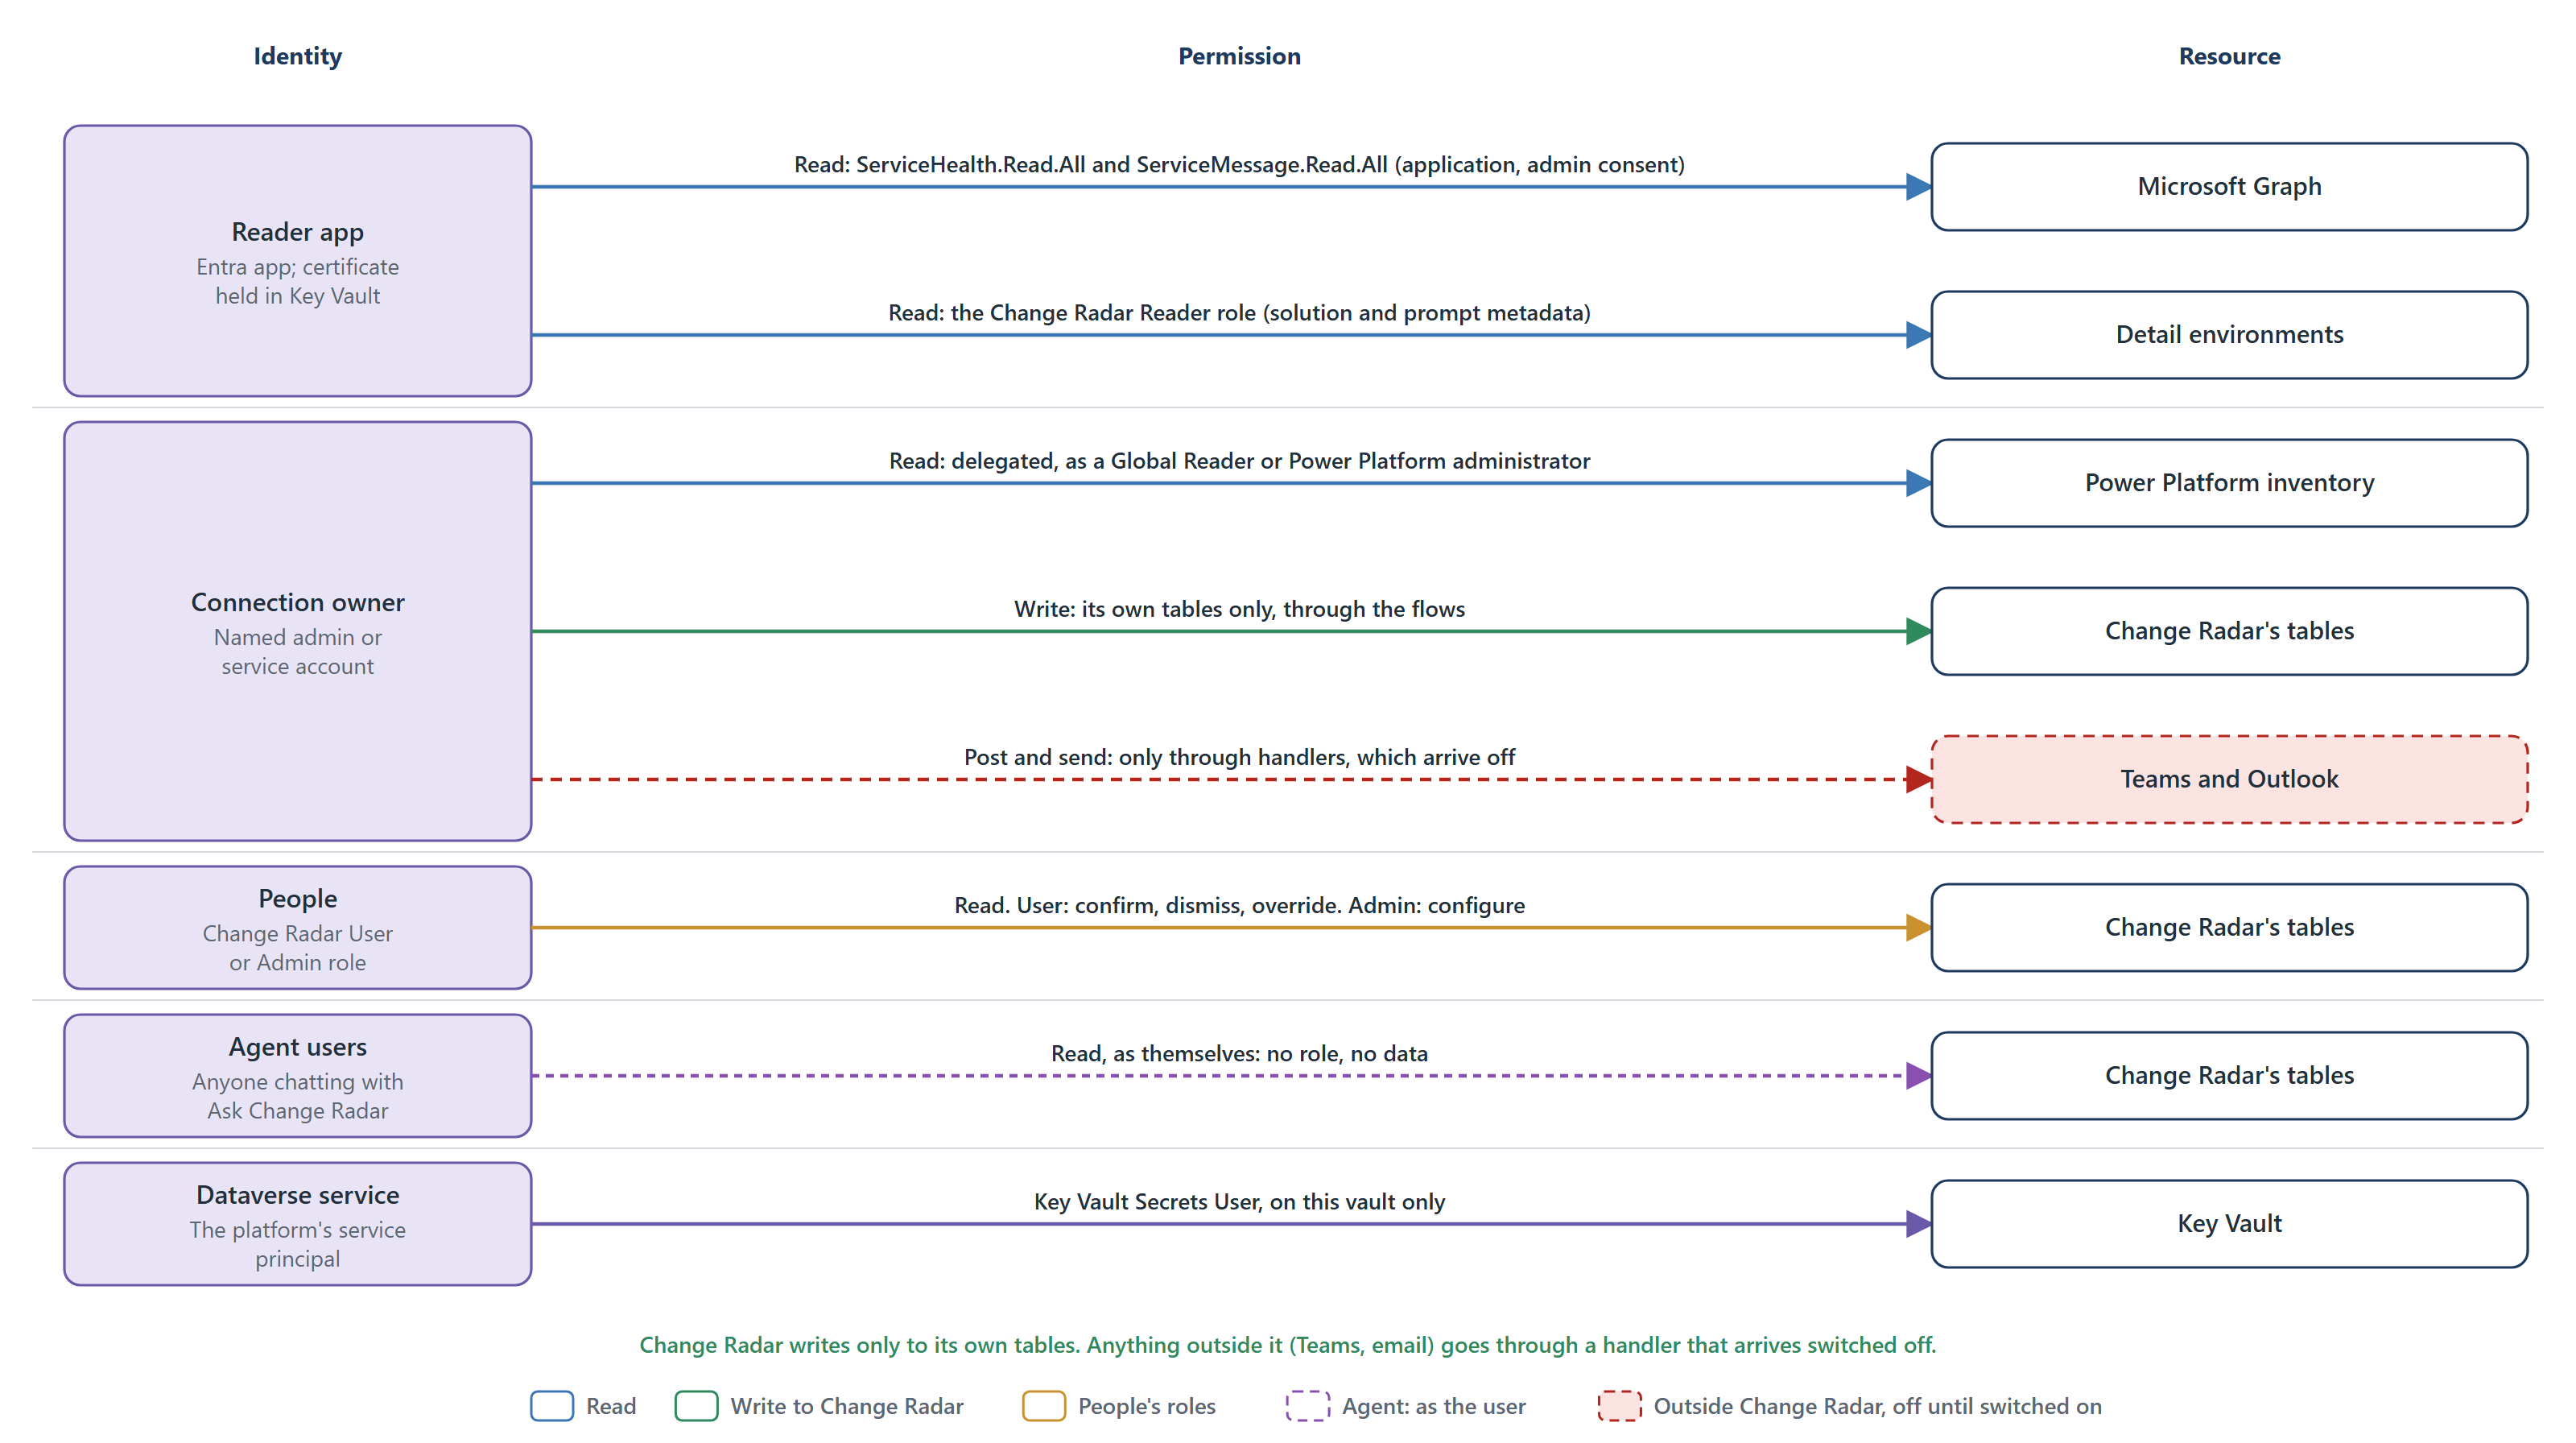 Identity
Permission
Resource
Reader app
Entra app; certificate
held in Key Vault
Read: ServiceHealth.Read.All and ServiceMessage.Read.All (application, admin consent)
Microsoft Graph
Read: the Change Radar Reader role (solution and prompt metadata)
Detail environments
Connection owner
Named admin or
service account
Read: delegated, as a Global Reader or Power Platform administrator
Power Platform inventory
Write: its own tables only, through the flows
Change Radar's tables
Post and send: only through handlers, which arrive off
Teams and Outlook
People
Change Radar User
or Admin role
Read. User: confirm, dismiss, override. Admin: configure
Change Radar's tables
Agent users
Anyone chatting with
Ask Change Radar
Read, as themselves: no role, no data
Change Radar's tables
Dataverse service
The platform's service
principal
Key Vault Secrets User, on this vault only
Key Vault
Change Radar writes only to its own tables. Anything outside it (Teams, email) goes through a handler that arrives switched off.
Read
Write to Change Radar
People's roles
Agent: as the user
Outside Change Radar, off until switched on